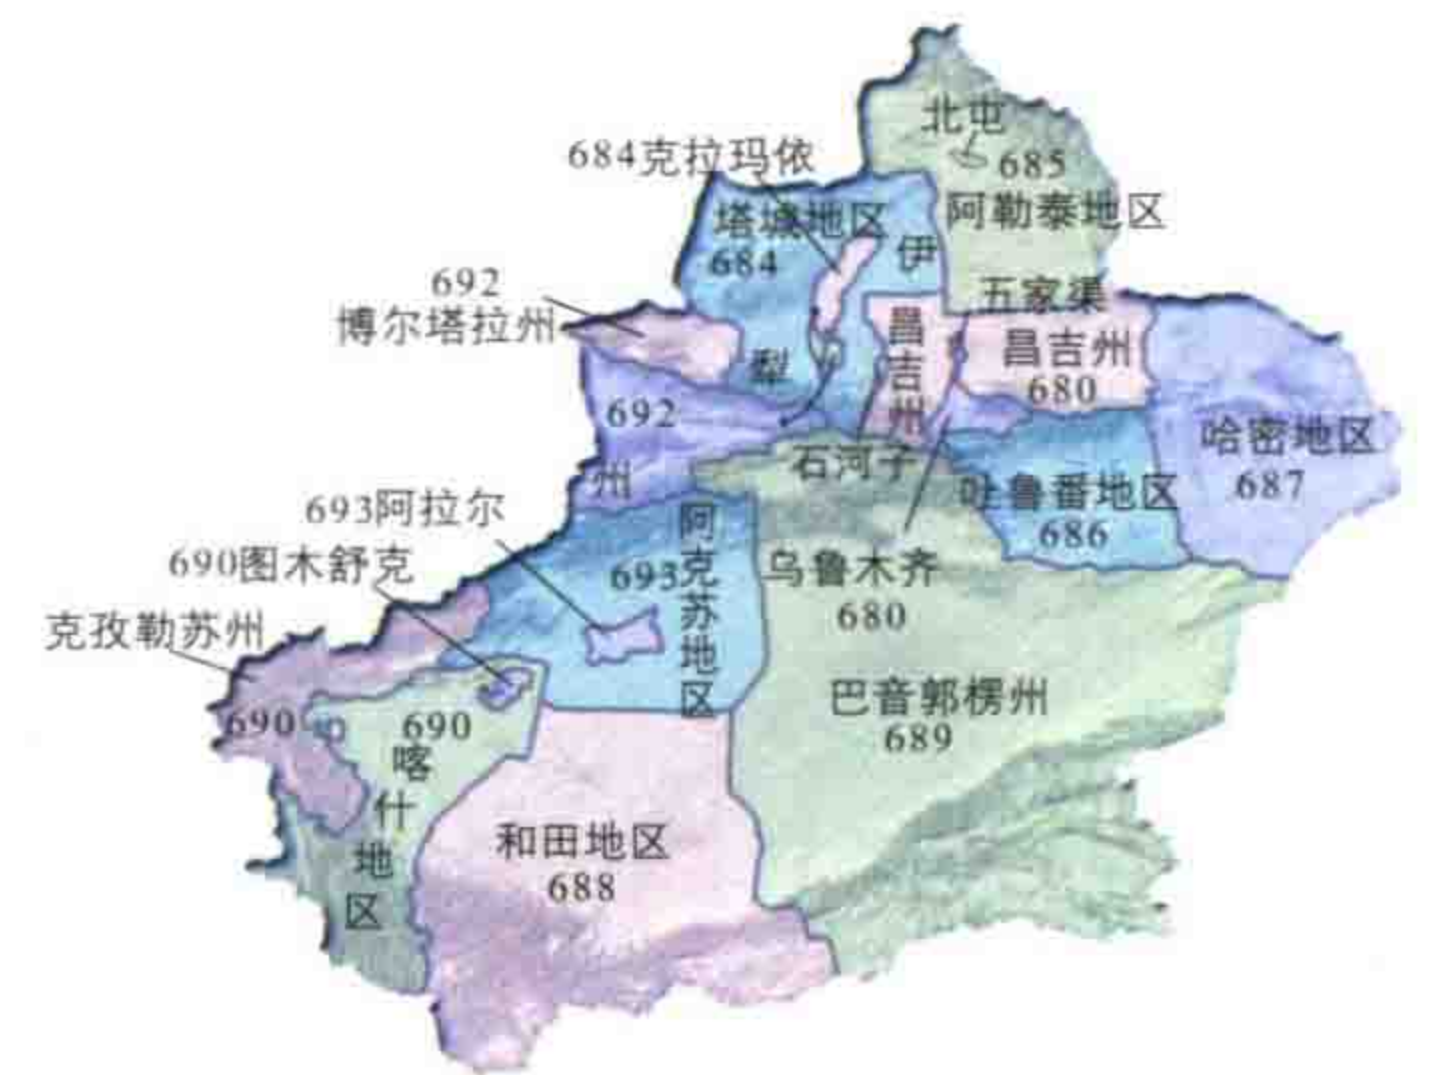 北屯
685
阿勒泰地区
684克拉玛依
塔城地区
684
伊
犁
州
692
692
博尔塔拉州
五家渠
昌吉州
昌吉州
680
哈密地区
687
石河子
吐鲁番地区
686
693阿拉尔
693
阿克苏地区
690图木舒克
乌鲁木齐
680
克孜勒苏州
690
690
喀什地区
巴音郭楞州
689
和田地区
688